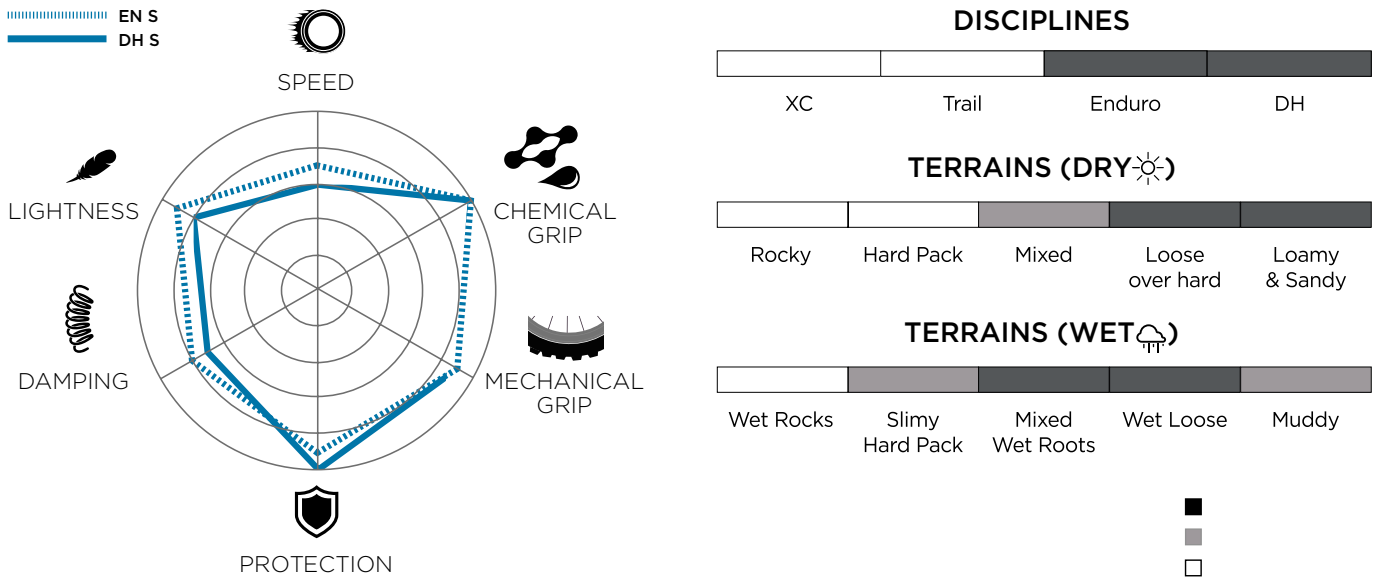 EN S
DH S
SPEED
CHEMICAL
GRIP
MECHANICAL
GRIP
PROTECTION
DAMPING
LIGHTNESS
DISCIPLINES
XC
Trail
Enduro
DH
TERRAINS (DRY)
Rocky
Hard Pack
Mixed
Loose
over hard
Loamy
& Sandy
TERRAINS (WET)
Wet Rocks
Slimy
Hard Pack
Mixed
Wet Roots
Wet Loose
Muddy